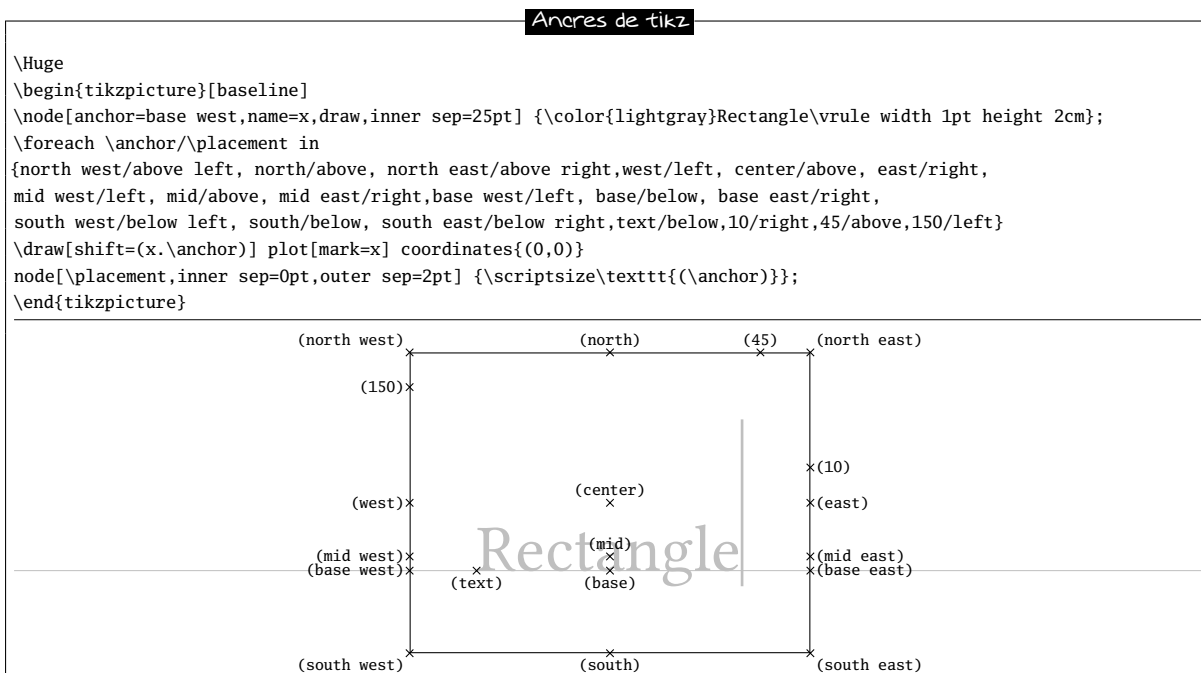 Ancres de tikz
\Huge
\begin{tikzpicture}[baseline]
\node[anchor=base west,name=x,draw,inner sep=25pt] {\color{lightgray}Rectangle\vrule width 1pt height 2cm};
\foreach \anchor/\placement in
{north west/above left, north/above, north east/above right,west/left, center/above, east/right,
mid west/left, mid/above, mid east/right,base west/left, base/below, base east/right,
south west/below left, south/below, south east/below right,text/below,10/right,45/above,150/left}
\draw[shift=(x.\anchor)] plot[mark=x] coordinates{(0,0)}
node[\placement,inner sep=0pt,outer sep=2pt] {\scriptsize\texttt{(\anchor)}};
\end{tikzpicture}
(north west) (north) (45) (north east)
(150)
(10)
(center)
(west) (east)
Rectangle
(mid)
(mid west) (mid east)
(base west) (base east)
(text) (base)
(south west) (south) (south east)